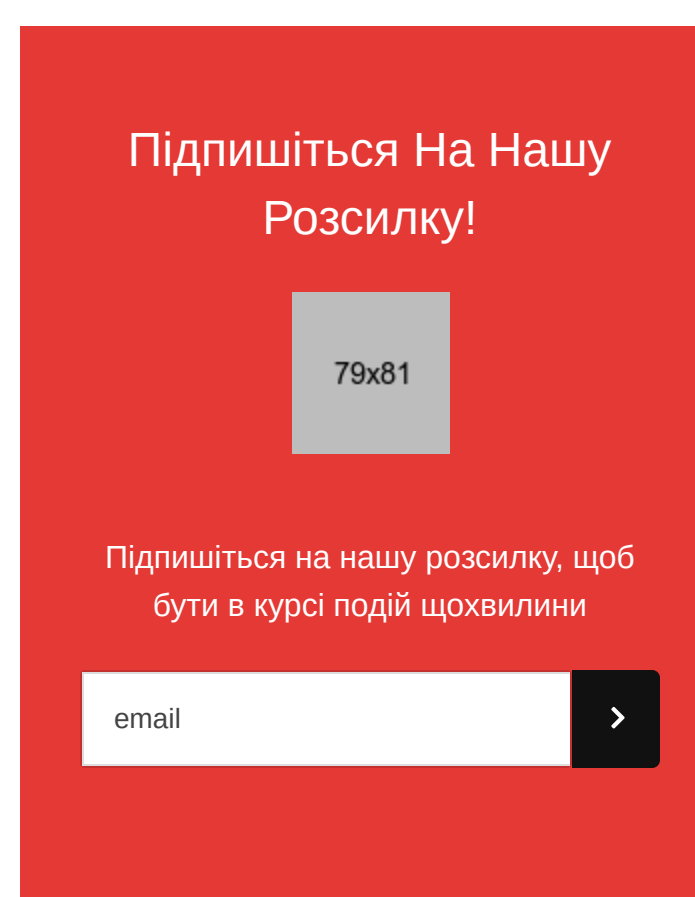 Підпишіться На Нашу
Розсилку!
79x81
Підпишіться на нашу розсилку, щоб
бути в курсі подій щохвилини
email